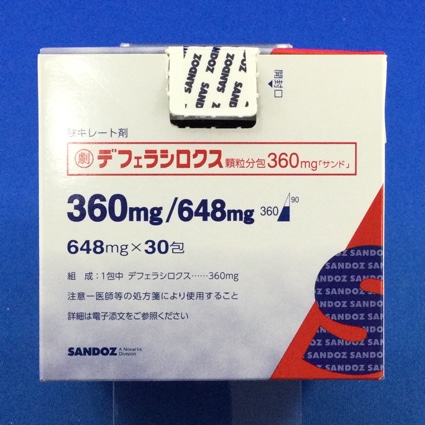 SANDOZ SAND
開封口
キレート剤
劇 デフェラシロクス 顆粒分包360mg「サンド」
360mg/648mg 360 90
648mg×30包
組 成：1包中 デフェラシロクス……360mg
注意－医師等の処方箋により使用すること
詳細は電子添文をご参照ください
SANDOZ A Novartis Division
SANDOZ SANDOZ